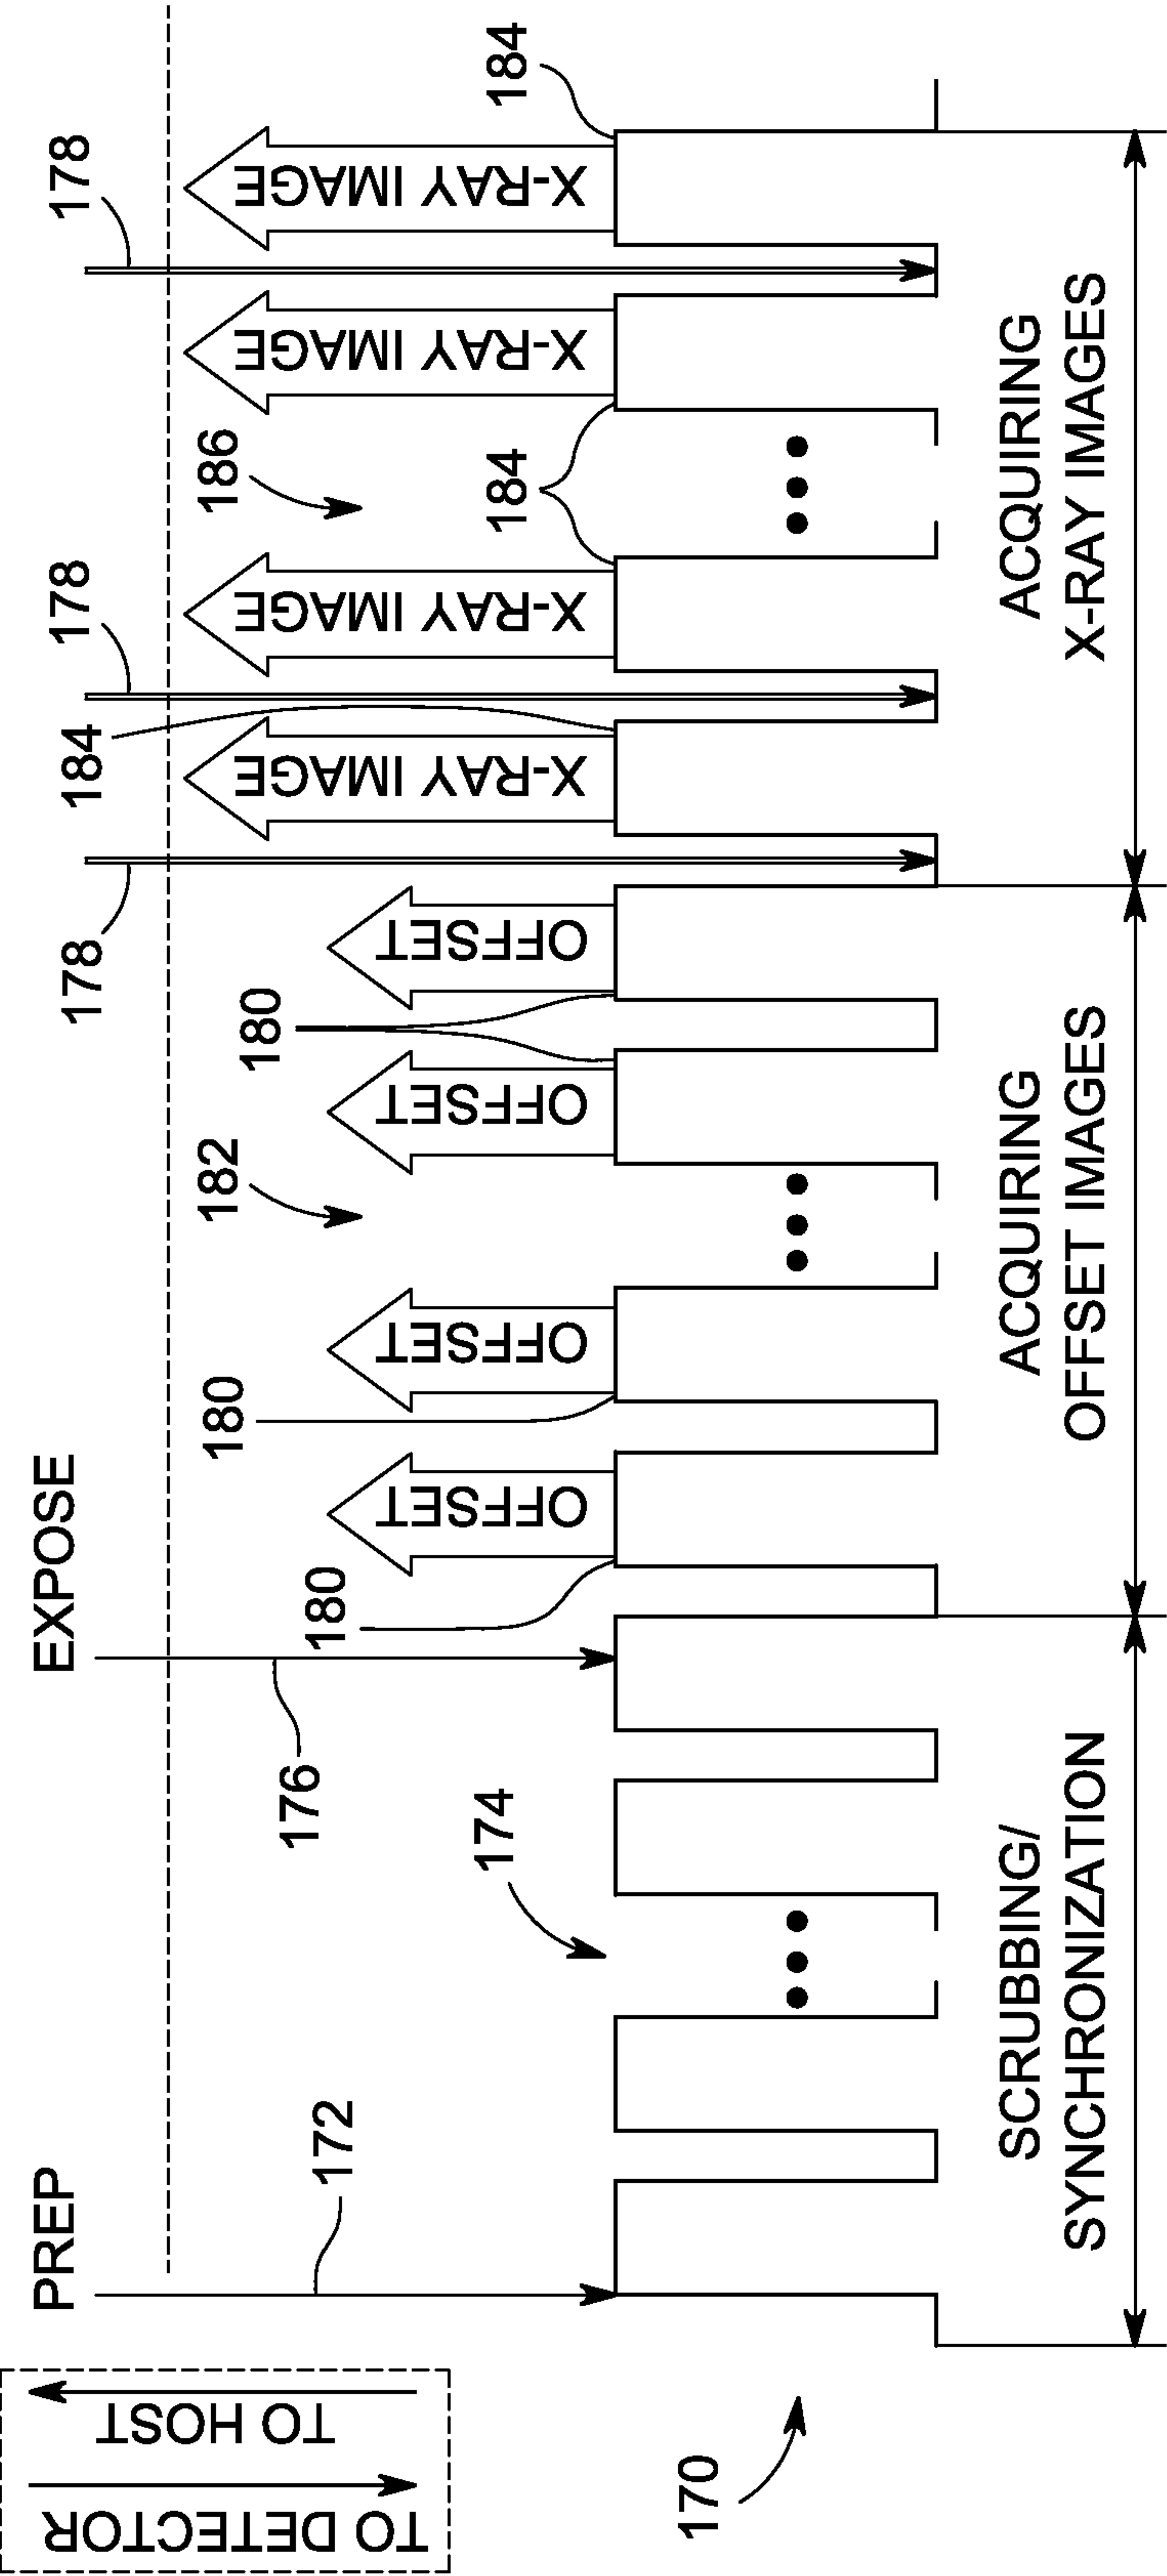 TO DETECTOR
TO HOST
PREP
EXPOSE
170
172
174
176
180
180
180
182
178
184
178
186
184
178
184
OFFSET
OFFSET
OFFSET
OFFSET
X-RAY IMAGE
X-RAY IMAGE
X-RAY IMAGE
X-RAY IMAGE
SCRUBBING/
SYNCHRONIZATION
ACQUIRING
OFFSET IMAGES
ACQUIRING
X-RAY IMAGES